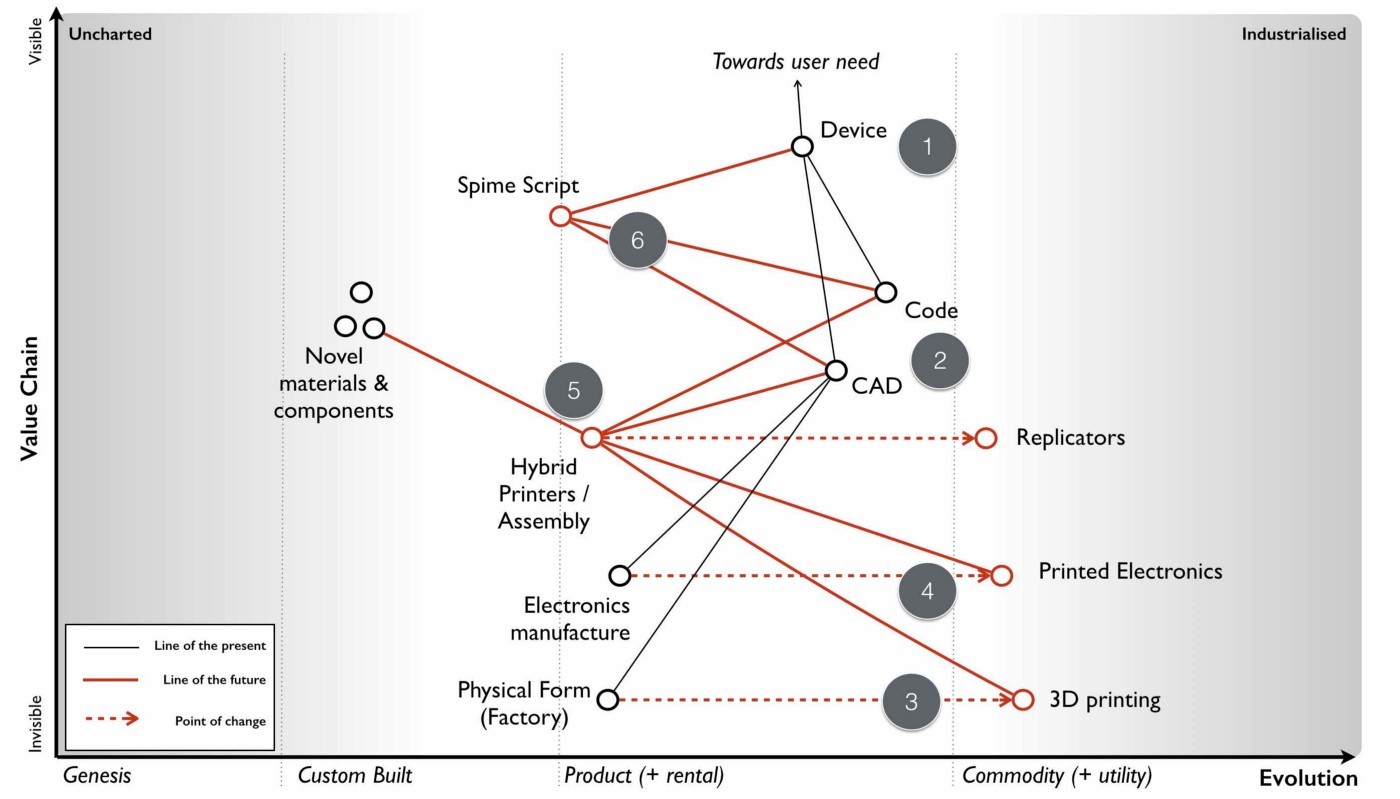 Visible
Uncharted
Industrialised
Towards user need
Device
1
Spime Script
6
Code
Novel
materials &
components
2
5
CAD
Replicators
Hybrid
Printers /
Assembly
Value Chain
Printed Electronics
4
Electronics
manufacture
Line of the present
Line of the future
Point of change
Physical Form
(Factory)
3
3D printing
Invisible
Genesis
Custom Built
Product (+ rental)
Commodity (+ utility)
Evolution